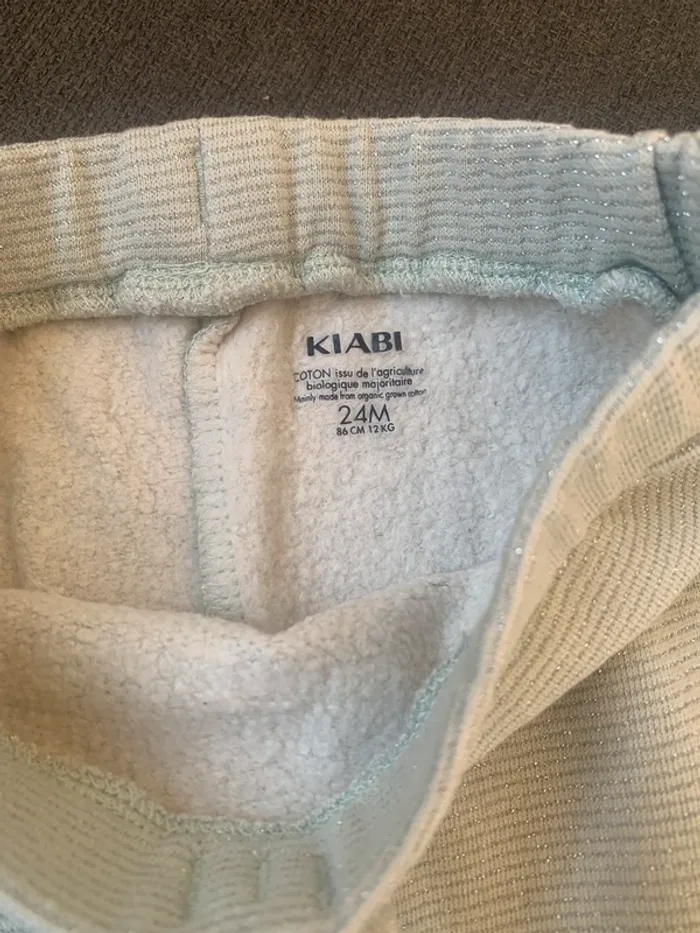 KIABI
COTON issu de l'agriculture
biologique majoritaire
Mainly made from organic grown cotton
24M
86 CM 12 KG